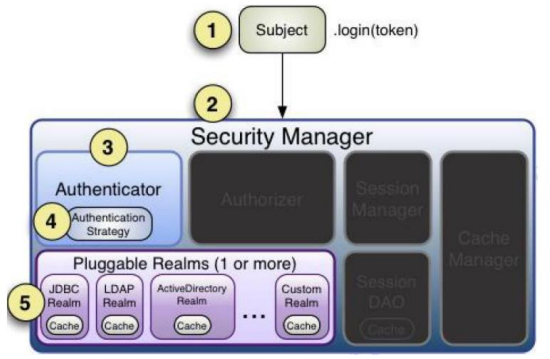 1
Subject
.login(token)
2
Security Manager
3
Authenticator
4
Authentication
Strategy
Authorizer
Session
Manager
Cache
Manager
Session
DAO
Cache
Pluggable Realms (1 or more)
5
JDBC
Realm
Cache
LDAP
Realm
Cache
ActiveDirectory
Realm
Cache
...
Custom
Realm
Cache